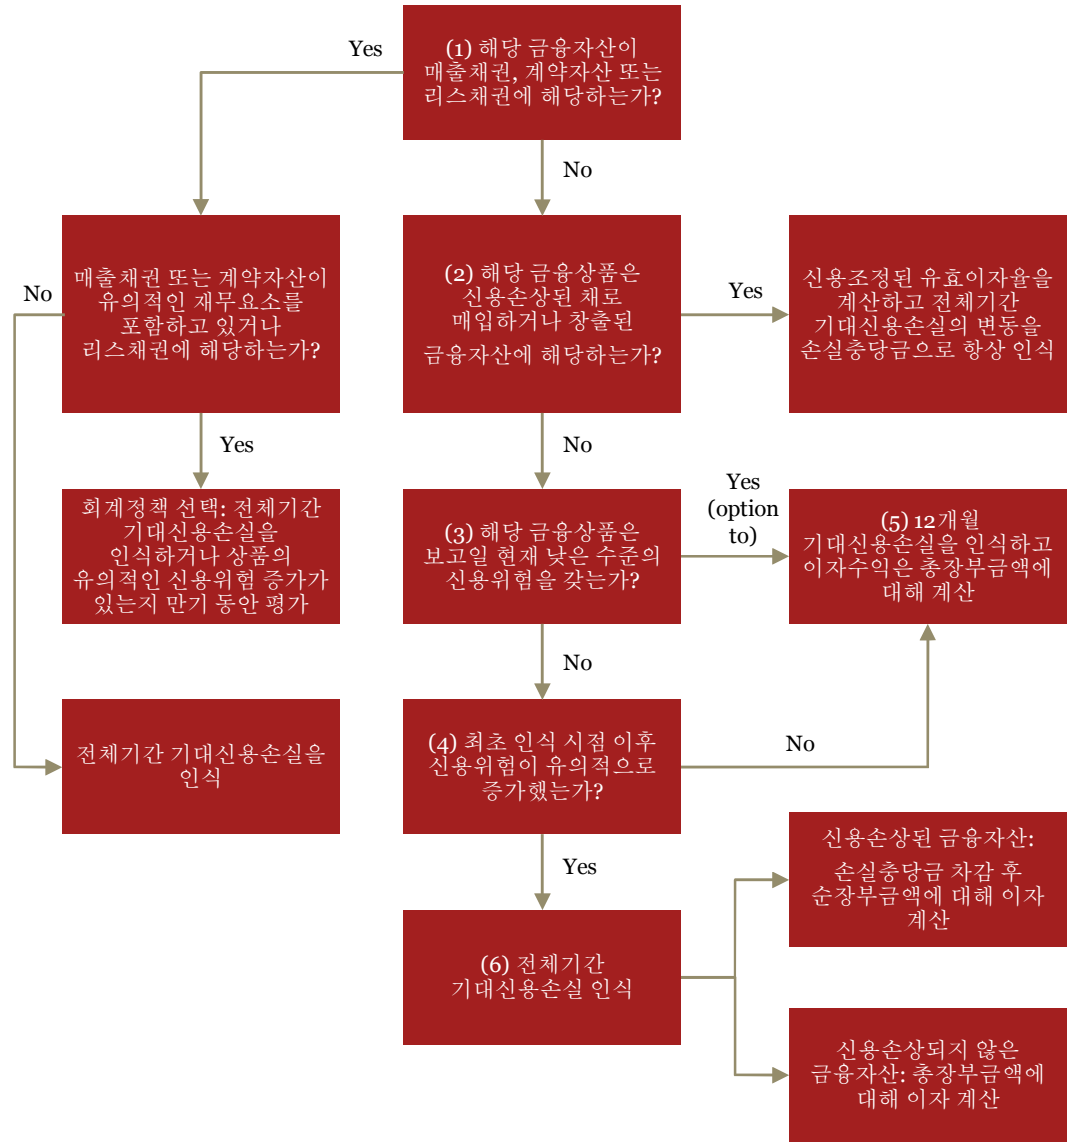 Yes
(1) 해당 금융자산이
매출채권, 계약자산 또는
리스채권에 해당하는가?
No
매출채권 또는 계약자산이
유의적인 재무요소를
포함하고 있거나
리스채권에 해당하는가?
No
(2) 해당 금융상품은
신용손상된 채로
매입하거나 창출된
금융자산에 해당하는가?
Yes
신용조정된 유효이자율을
계산하고 전체기간
기대신용손실의 변동을
손실충당금으로 항상 인식
Yes
No
회계정책 선택: 전체기간
기대신용손실을
인식하거나 상품의
유의적인 신용위험 증가가
있는지 만기 동안 평가
(3) 해당 금융상품은
보고일 현재 낮은 수준의
신용위험을 갖는가?
Yes
(option
to)
(5) 12개월
기대신용손실을 인식하고
이자수익은 총장부금액에
대해 계산
No
전체기간 기대신용손실을
인식
(4) 최초 인식 시점 이후
신용위험이 유의적으로
증가했는가?
No
Yes
신용손상된 금융자산:
손실충당금 차감 후
순장부금액에 대해 이자
계산
(6) 전체기간
기대신용손실 인식
신용손상되지 않은
금융자산: 총장부금액에
대해 이자 계산